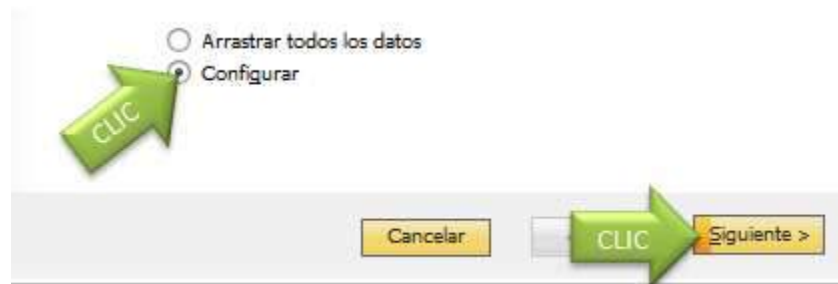 Arrastrar todos los datos
Configurar
CLIC
Cancelar
CLIC
Siguiente >